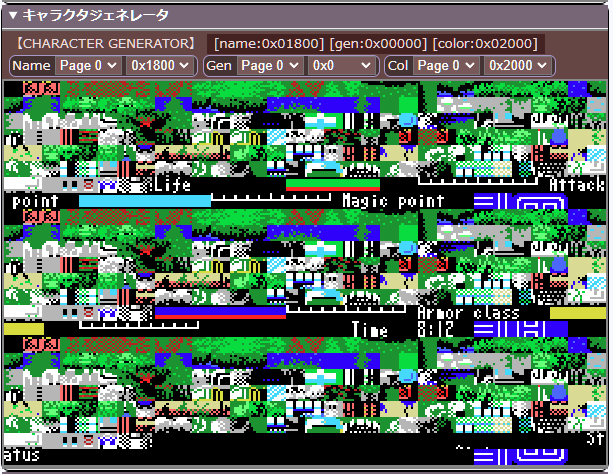 ▼ キャラクタジェネレータ
【CHARACTER GENERATOR】 [name:0x01800] [gen:0x00000] [color:0x02000]
Name Page 0 0x1800 Gen Page 0 0x0 Col Page 0 0x2000
Life Attack
point Magic point
Armor class
Time 8:12
St
atus